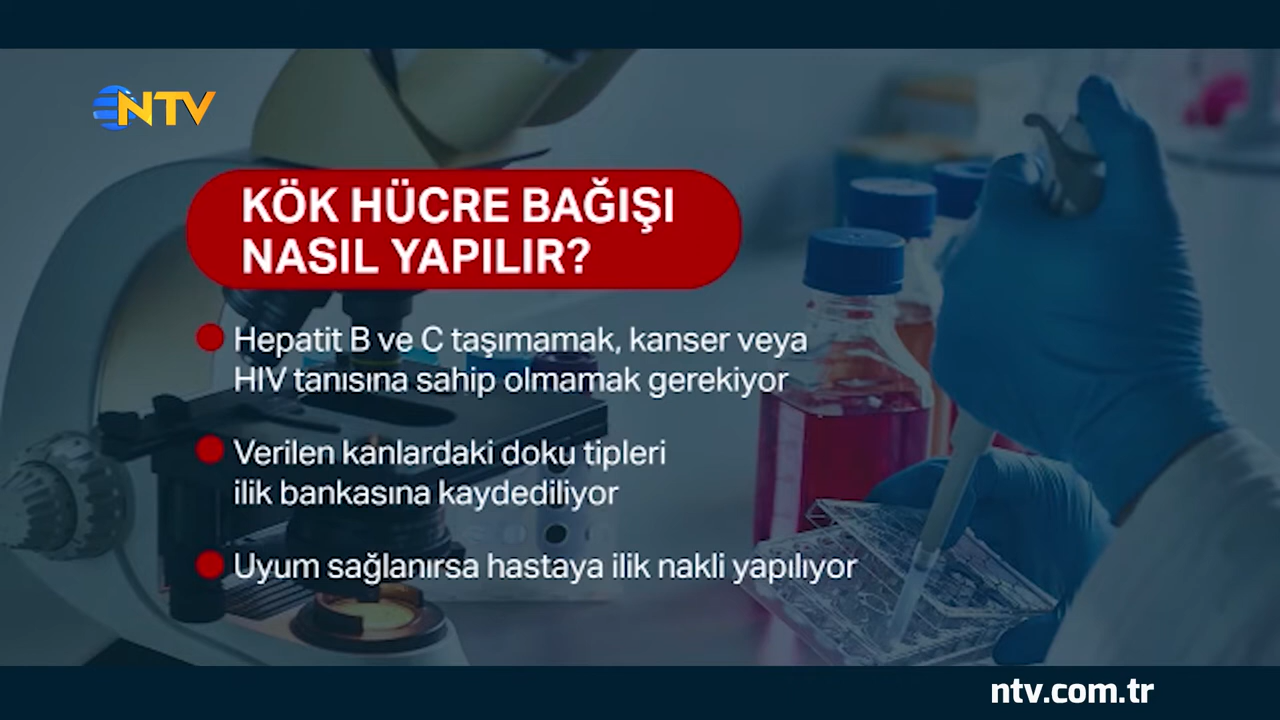 NTV
KÖK HÜCRE BAĞIŞI
NASIL YAPILIR?
Hepatit B ve C taşımamak, kanser veya
HIV tanısına sahip olmamak gerekiyor
Verilen kanlardaki doku tipleri
ilik bankasına kaydediliyor
Uyum sağlanırsa hastaya ilik nakli yapılıyor
ntv.com.tr